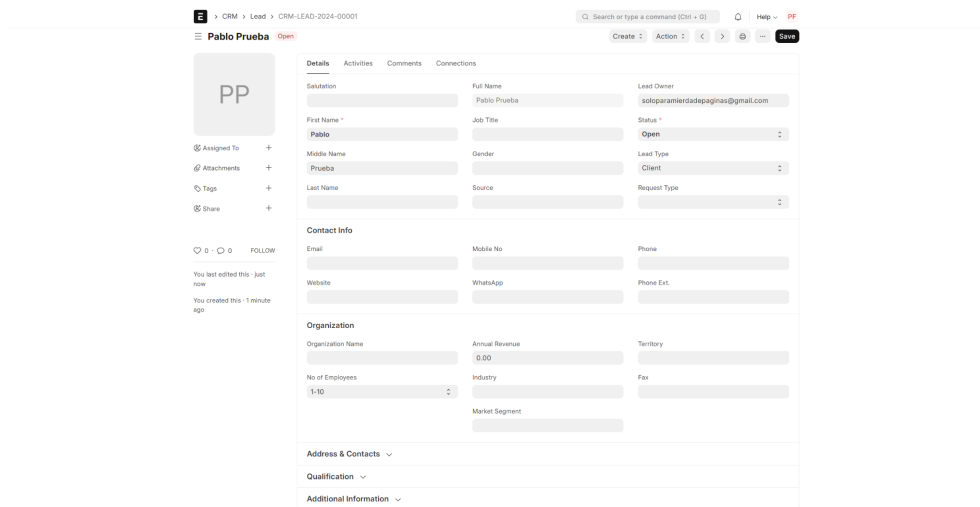 E > CRM > Lead > CRM-LEAD-2024-00001
Search or type a command (Ctrl + G)
Help
PF
Pablo Prueba Open
Create
Action
Save
PP
Assigned To
Attachments
Tags
Share
0 · 0 FOLLOW
You last edited this · just
now
You created this · 1 minute
ago
Details Activities Comments Connections
Salutation
Full Name
Pablo Prueba
Lead Owner
soloparamierdadepaginas@gmail.com
First Name *
Pablo
Job Title
Status *
Open
Middle Name
Prueba
Gender
Lead Type
Client
Last Name
Source
Request Type
Contact Info
Email
Mobile No
Phone
Website
WhatsApp
Phone Ext.
Organization
Organization Name
Annual Revenue
0.00
Territory
No of Employees
1-10
Industry
Fax
Market Segment
Address & Contacts
Qualification
Additional Information